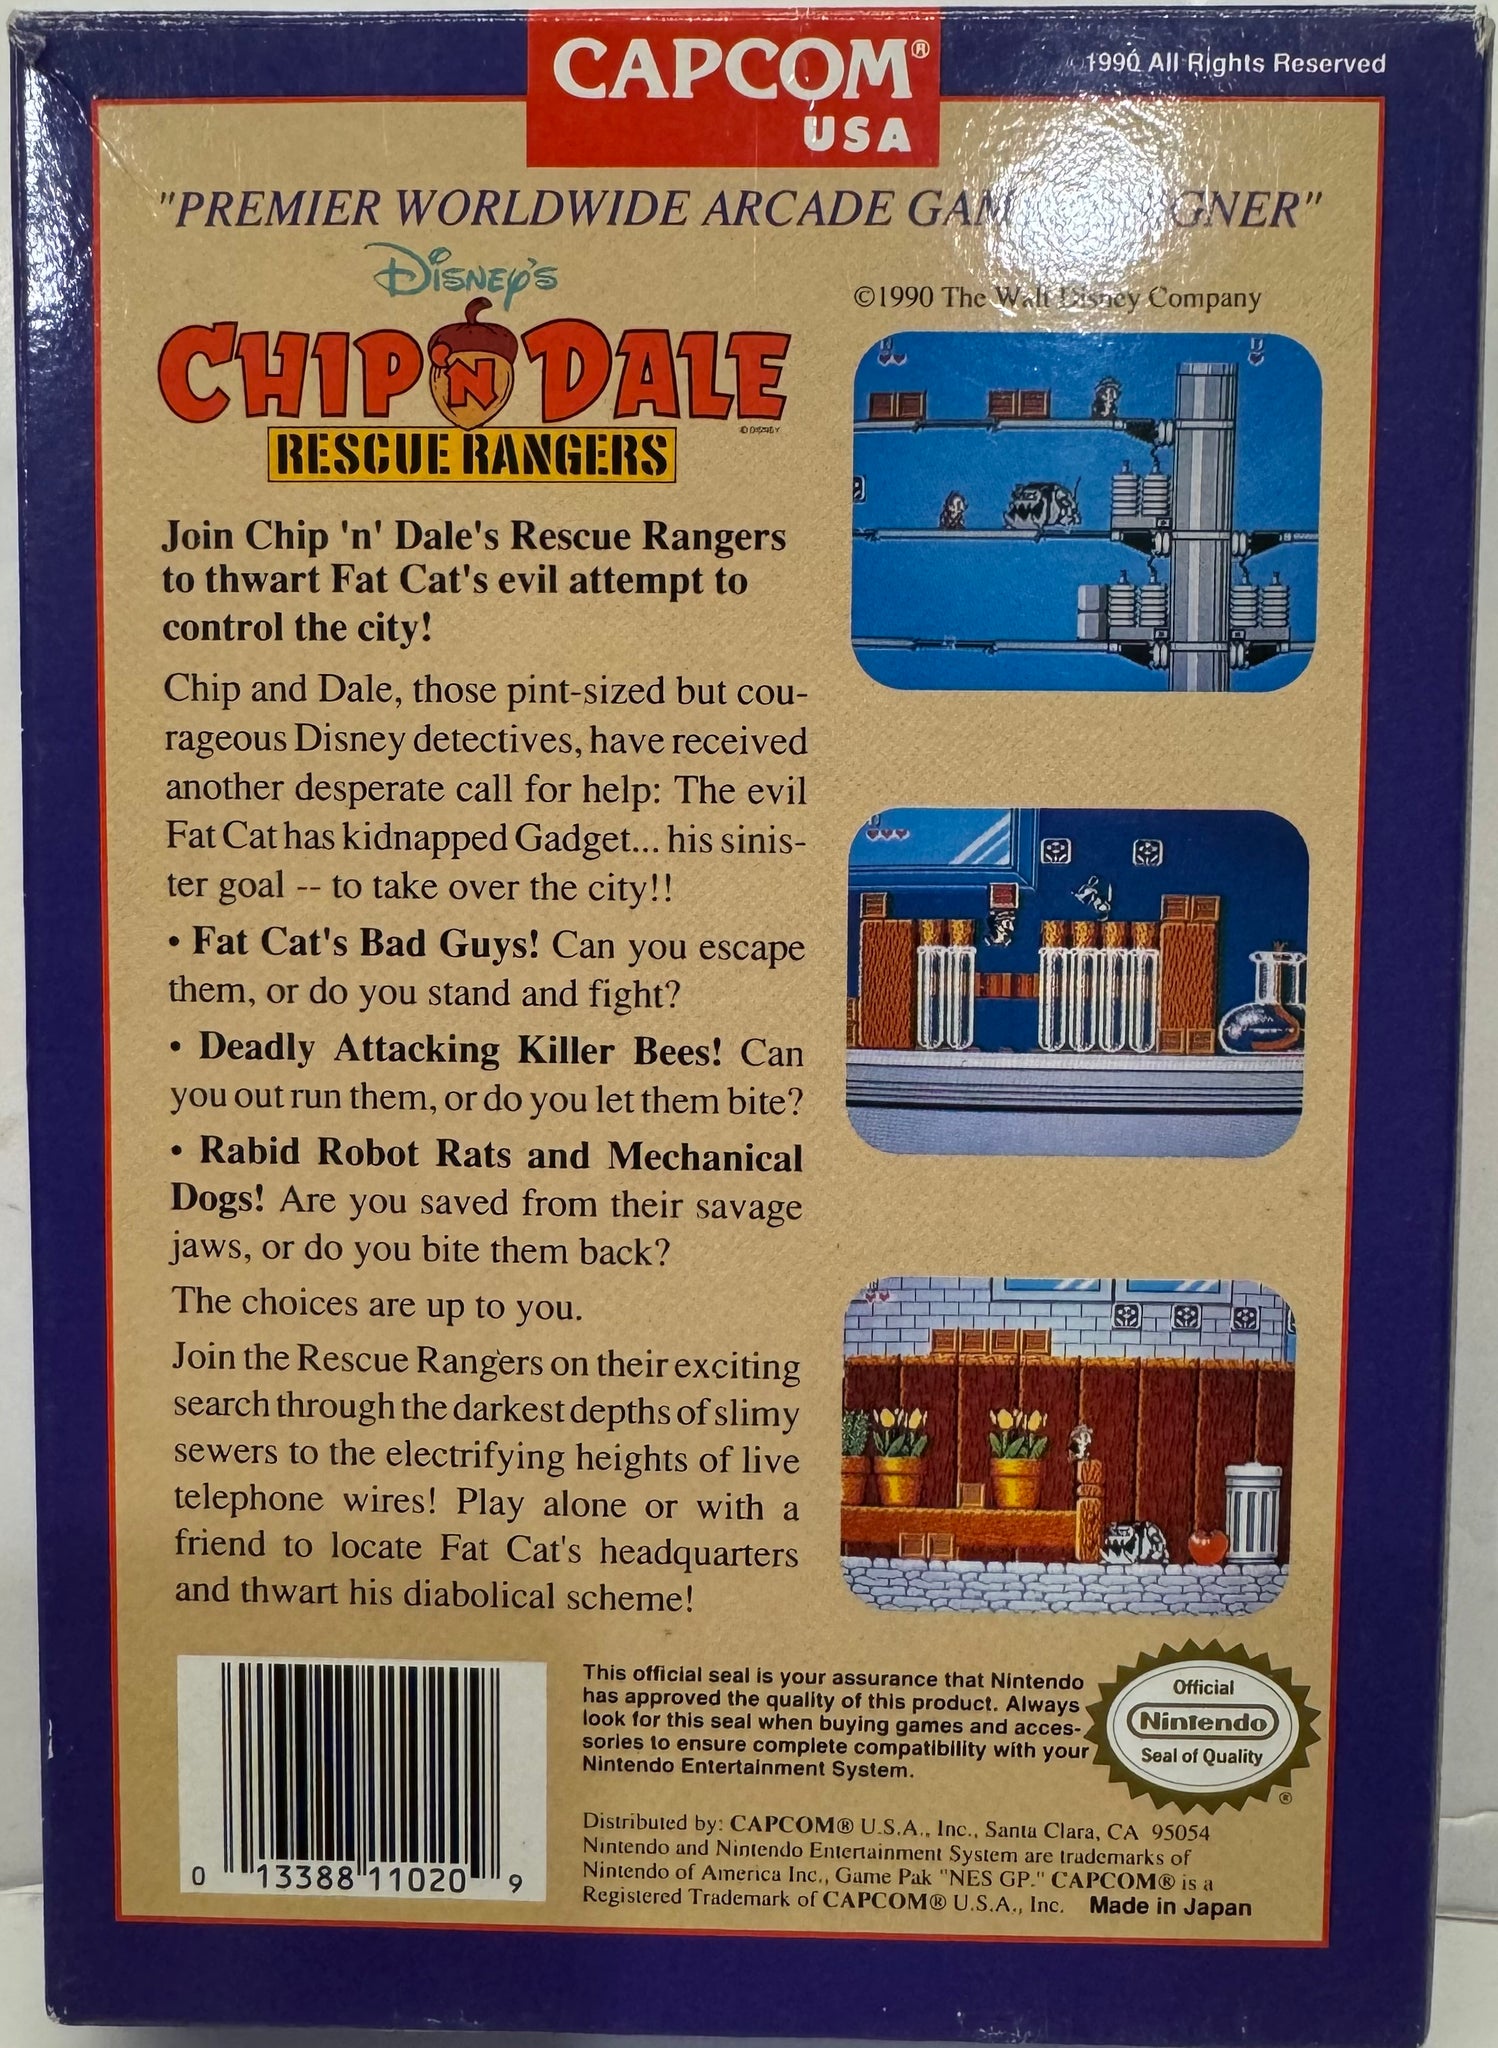 CAPCOM®
USA
1990 All Rights Reserved
"PREMIER WORLDWIDE ARCADE
Disney's
CHIP 'N DALE
© DISNEY
RESCUE RANGERS
©1990 The Walt Disney Company
Join Chip 'n' Dale's Rescue Rangers
to thwart Fat Cat's evil attempt to
control the city!
Chip and Dale, those pint-sized but cou-
rageous Disney detectives, have received
another desperate call for help: The evil
Fat Cat has kidnapped Gadget... his sinis-
ter goal -- to take over the city!!
• Fat Cat's Bad Guys! Can you escape
them, or do you stand and fight?
• Deadly Attacking Killer Bees! Can
you out run them, or do you let them bite?
• Rabid Robot Rats and Mechanical
Dogs! Are you saved from their savage
jaws, or do you bite them back?
The choices are up to you.
Join the Rescue Rangers on their exciting
search through the darkest depths of slimy
sewers to the electrifying heights of live
telephone wires! Play alone or with a
friend to locate Fat Cat's headquarters
and thwart his diabolical scheme!
0 13388 11020 9
This official seal is your assurance that Nintendo
has approved the quality of this product. Always
look for this seal when buying games and acces-
sories to ensure complete compatibility with your
Nintendo Entertainment System.
Official
Nintendo
Seal of Quality
®
Distributed by: CAPCOM® U.S.A., Inc., Santa Clara, CA 95054
Nintendo and Nintendo Entertainment System are trademarks of
Nintendo of America Inc., Game Pak "NES GP." CAPCOM® is a
Registered Trademark of CAPCOM® U.S.A., Inc. Made in Japan